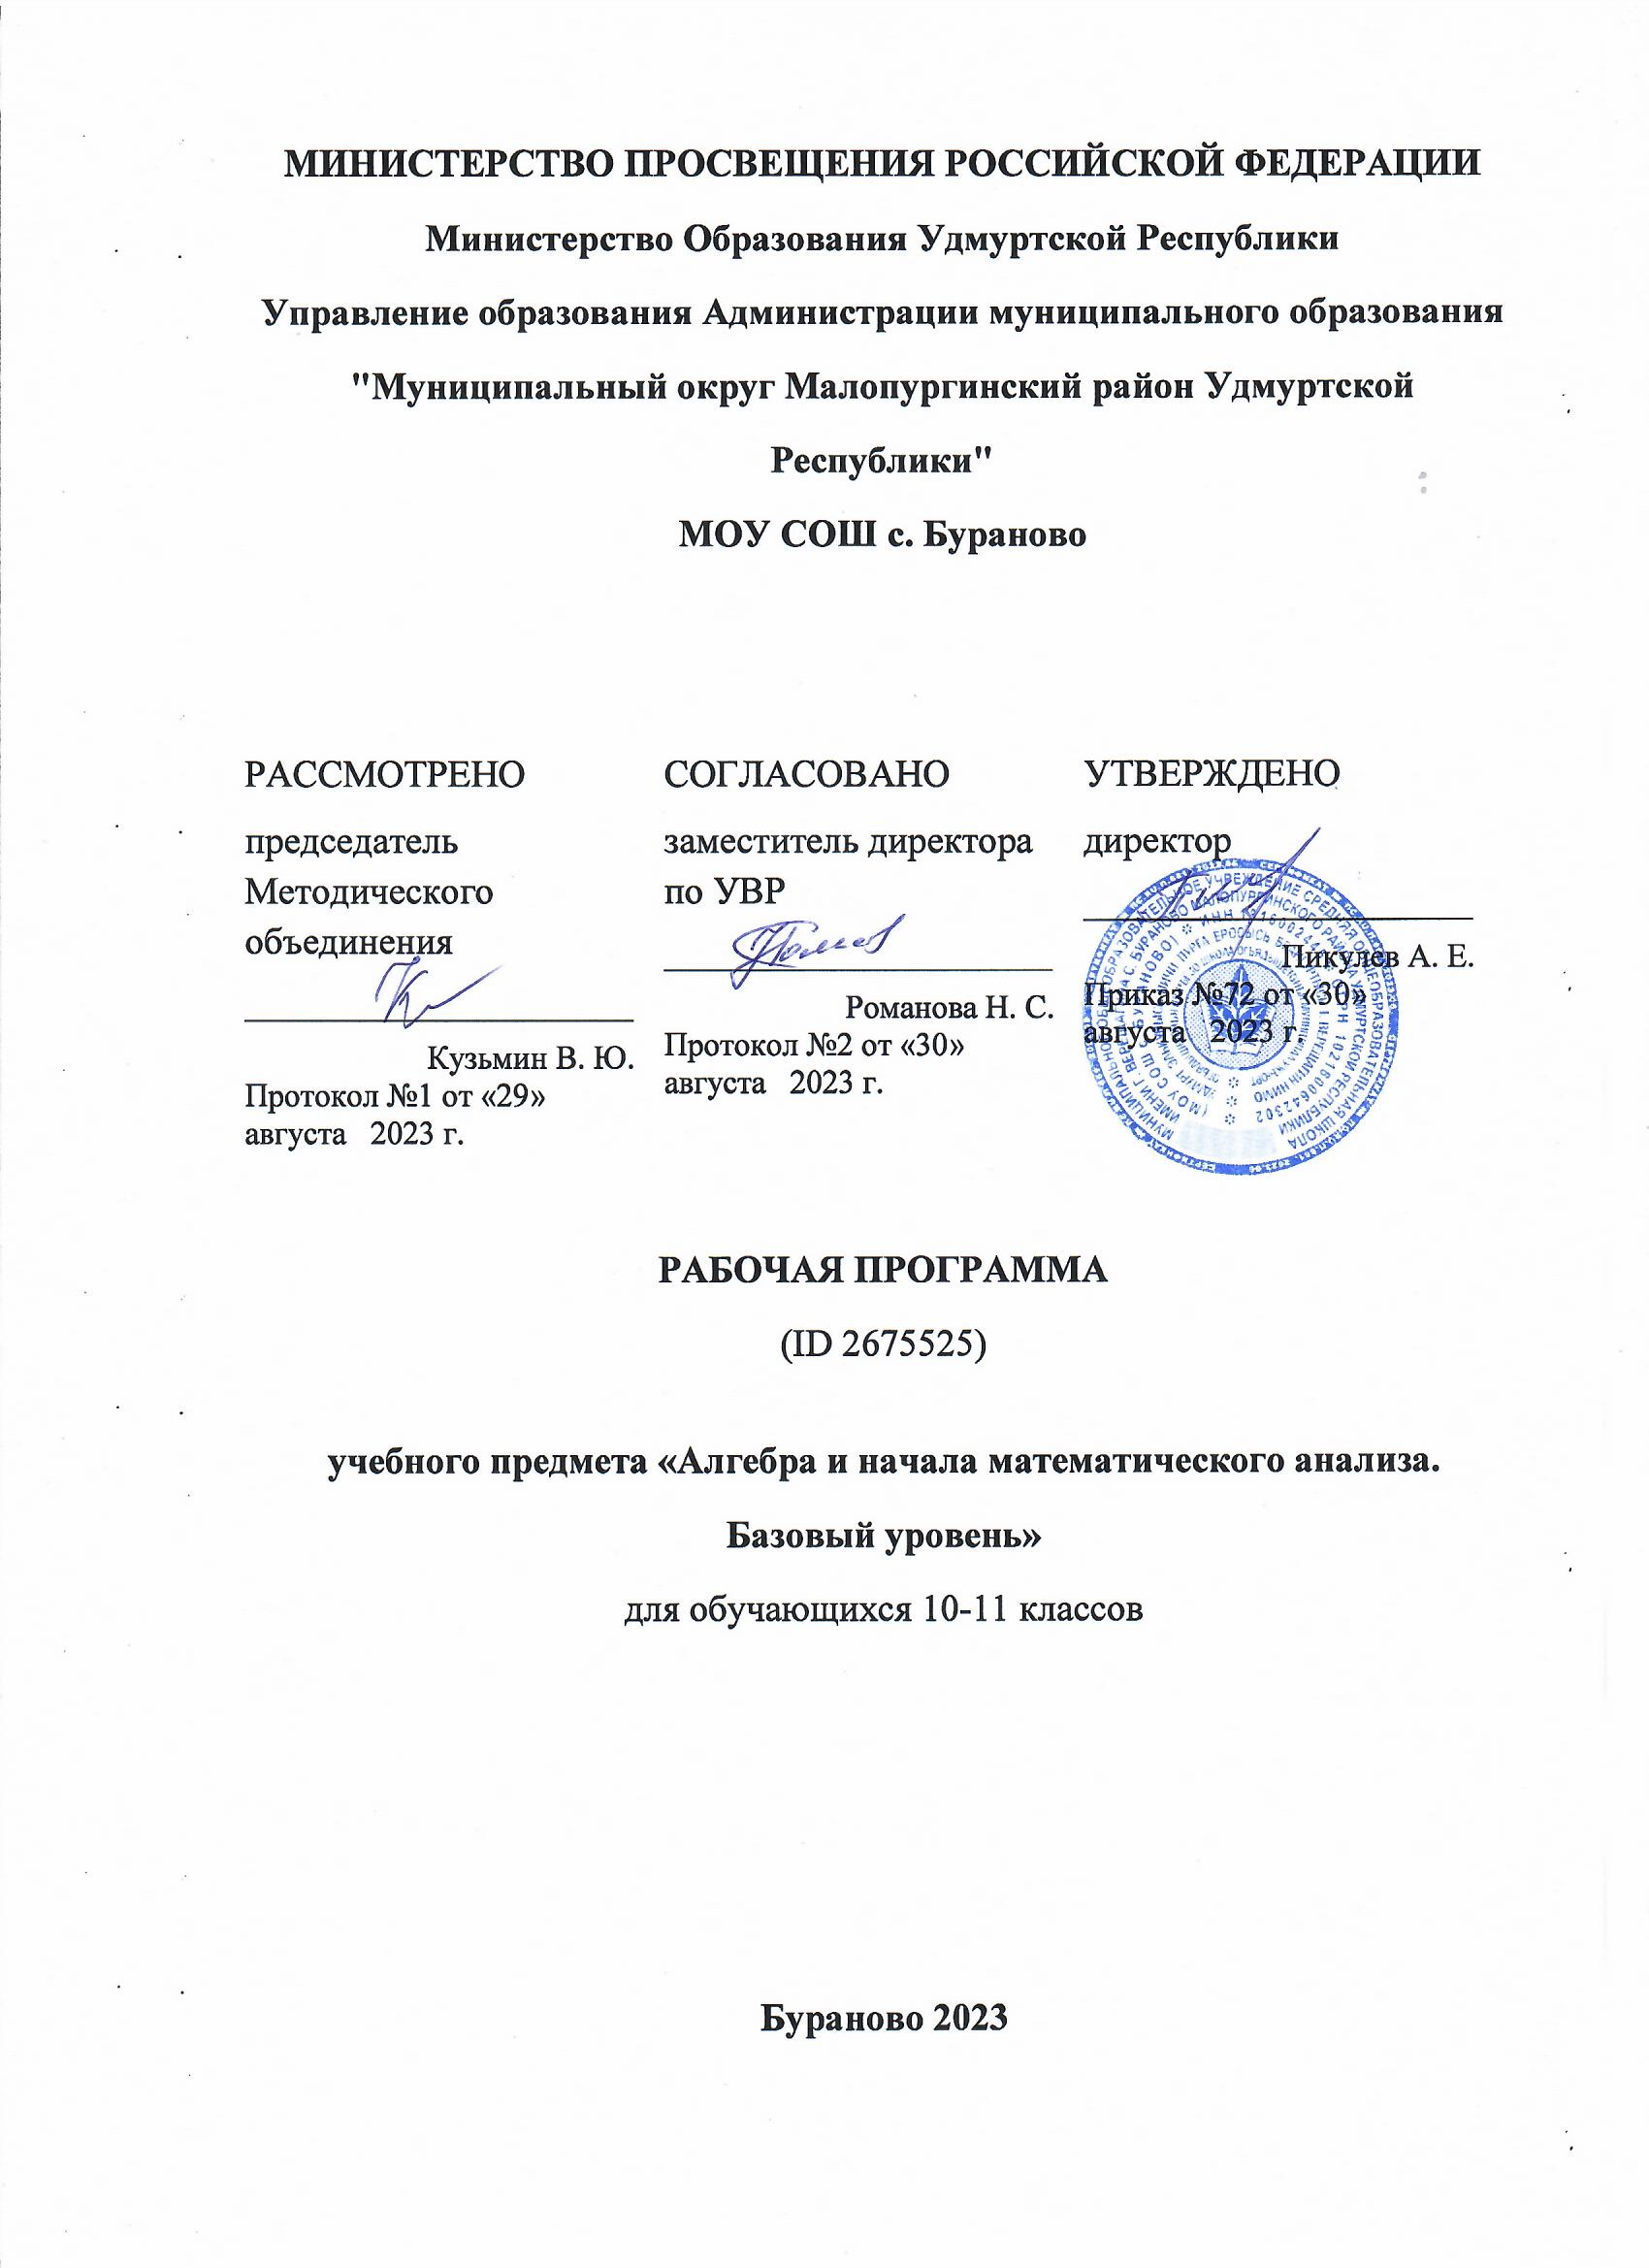 МИНИСТЕРСТВО ПРОСВЕЩЕНИЯ РОССИЙСКОЙ ФЕДЕРАЦИИ
Министерство Образования Удмуртской Республики
Управление образования Администрации муниципального образования
"Муниципальный округ Малопургинский район Удмуртской
Республики"
МОУ СОШ с. Бураново
РАССМОТРЕНО
председатель
Методического
объединения
Кузьмин В. Ю.
Протокол №1 от «29»
августа 2023 г.
СОГЛАСОВАНО
заместитель директора
по УВР
Романова Н. С.
Протокол №2 от «30»
августа 2023 г.
УТВЕРЖДЕНО
директор
Пикулев А. Е.
Приказ №72 от «30»
августа 2023 г.
РАБОЧАЯ ПРОГРАММА
(ID 2675525)
учебного предмета «Алгебра и начала математического анализа.
Базовый уровень»
для обучающихся 10-11 классов
Бураново 2023